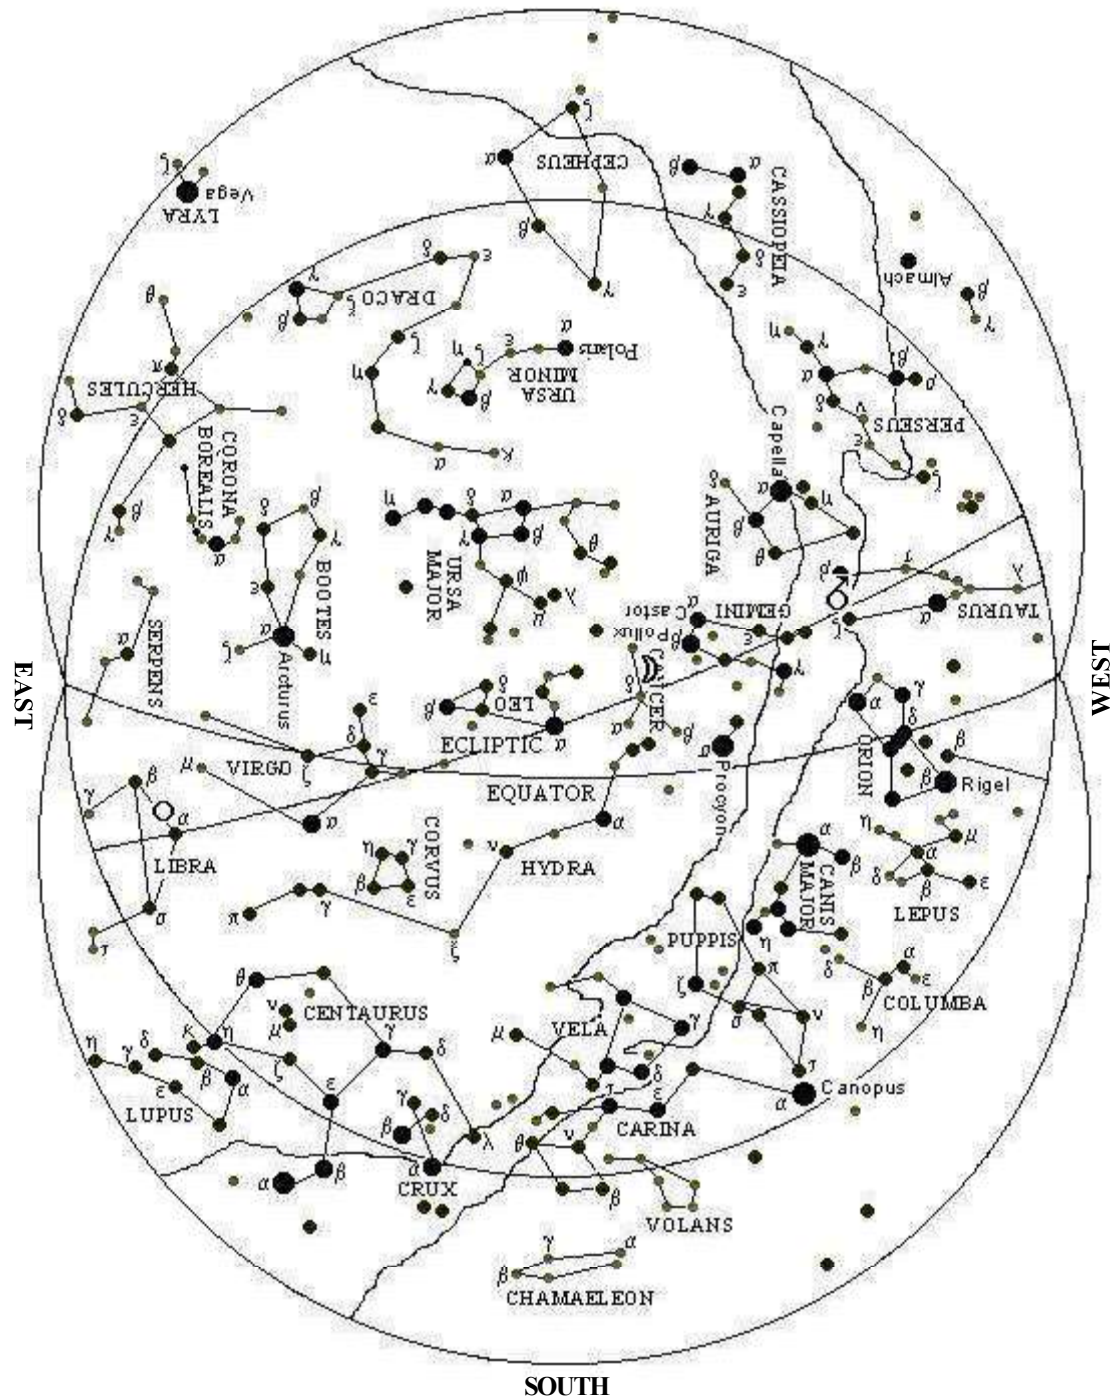 ζ
α
CEPHEUS
β
γ
β
α
γ
δ
ε
CASSIOPEIA
ζ
Vega
LYRA
Almach
β
γ
δ
ε
γ
ζ
β
DRACO
ζ
η
α
κ
θ
π
HERCULES
δ
ε
β
γ
α
Polaris
ε
ζ
η
γ
β
URSA
MINOR
η
γ
α
β
ρ
δ
ν
ε
ζ
PERSEUS
CORONA
BOREALIS
α
δ
β
γ
ε
α
ζ
η
BOOTES
Arcturus
η
δ
α
γ
β
θ
φ
μ
λ
URSA
MAJOR
Capella
α
δ
η
β
θ
AURIGA
β
τ
λ
♂
ζ
α
TAURUS
α
Castor
β
Pollux
ε
γ
GEMINI
SERPENS
α
EAST
WEST
δ
β
LEO
α
δ
α
β
CANCER
ECLIPTIC
EQUATOR
ε
δ
γ
ζ
μ
α
VIRGO
α
Procyon
α
γ
δ
β
β
Rigel
ORION
β
γ
α
σ
τ
LIBRA
η
γ
β
ε
CORVUS
α
ν
ζ
γ
π
HYDRA
α
β
η
CANIS
MAJOR
η
μ
α
δ
β
ε
LEPUS
PUPPIS
ζ
π
σ
ν
τ
δ
α
β
ε
η
COLUMBA
θ
ν
μ
κ
η
ζ
γ
δ
ε
λ
α
β
CENTAURUS
η
γ
δ
β
α
ε
LUPUS
μ
γ
δ
VELA
ε
ι
α
Canopus
θ
ν
β
CARINA
γ
δ
β
α
CRUX
VOLANS
γ
α
β
CHAMAELEON
SOUTH